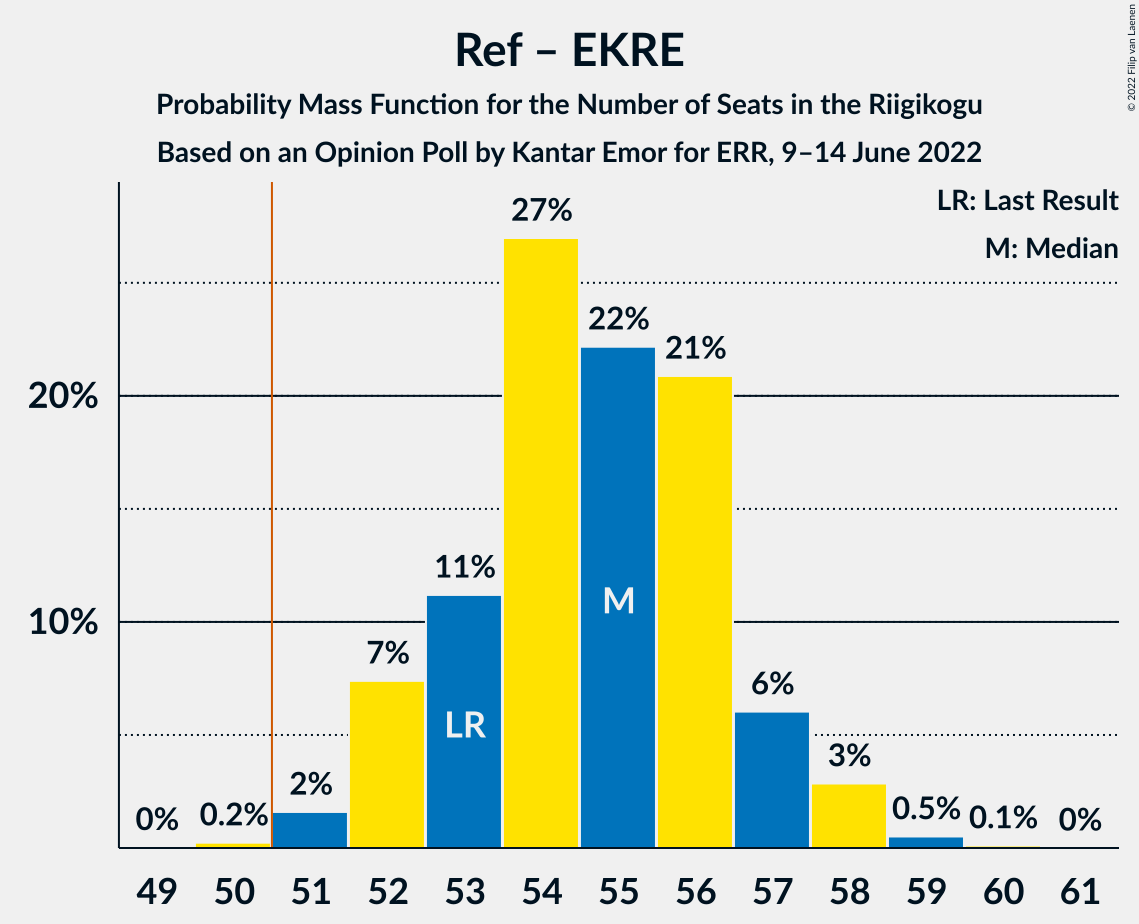 Ref – EKRE
Probability Mass Function for the Number of Seats in the Riigikogu
Based on an Opinion Poll by Kantar Emor for ERR, 9–14 June 2022
© 2022 Filip van Laenen
LR: Last Result
M: Median
27%
22%
21%
20%
11%
10%
7%
6%
3%
2%
0%
0.2%
0.5%
0.1%
0%
M
LR
49 50 51 52 53 54 55 56 57 58 59 60 61